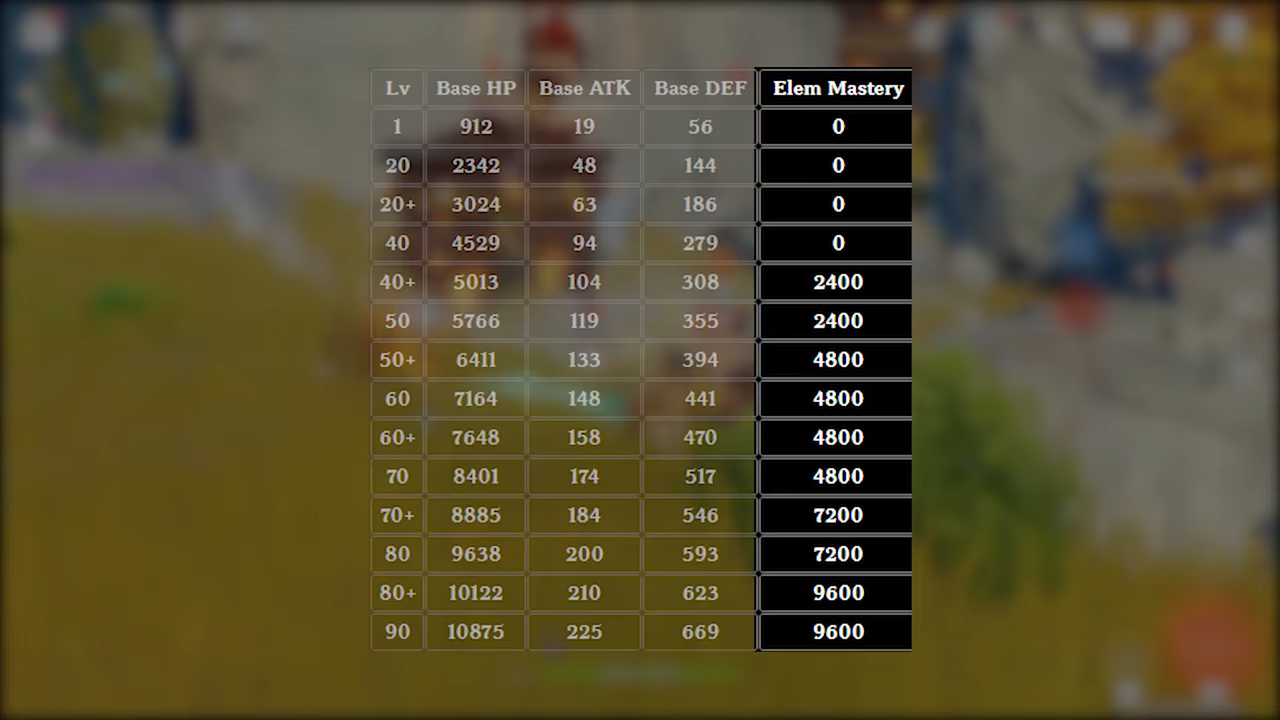 Lv Base HP Base ATK Base DEF Elem Mastery
1 912 19 56 0
20 2342 48 144 0
20+ 3024 63 186 0
40 4529 94 279 0
40+ 5013 104 308 2400
50 5766 119 355 2400
50+ 6411 133 394 4800
60 7164 148 441 4800
60+ 7648 158 470 4800
70 8401 174 517 4800
70+ 8885 184 546 7200
80 9638 200 593 7200
80+ 10122 210 623 9600
90 10875 225 669 9600